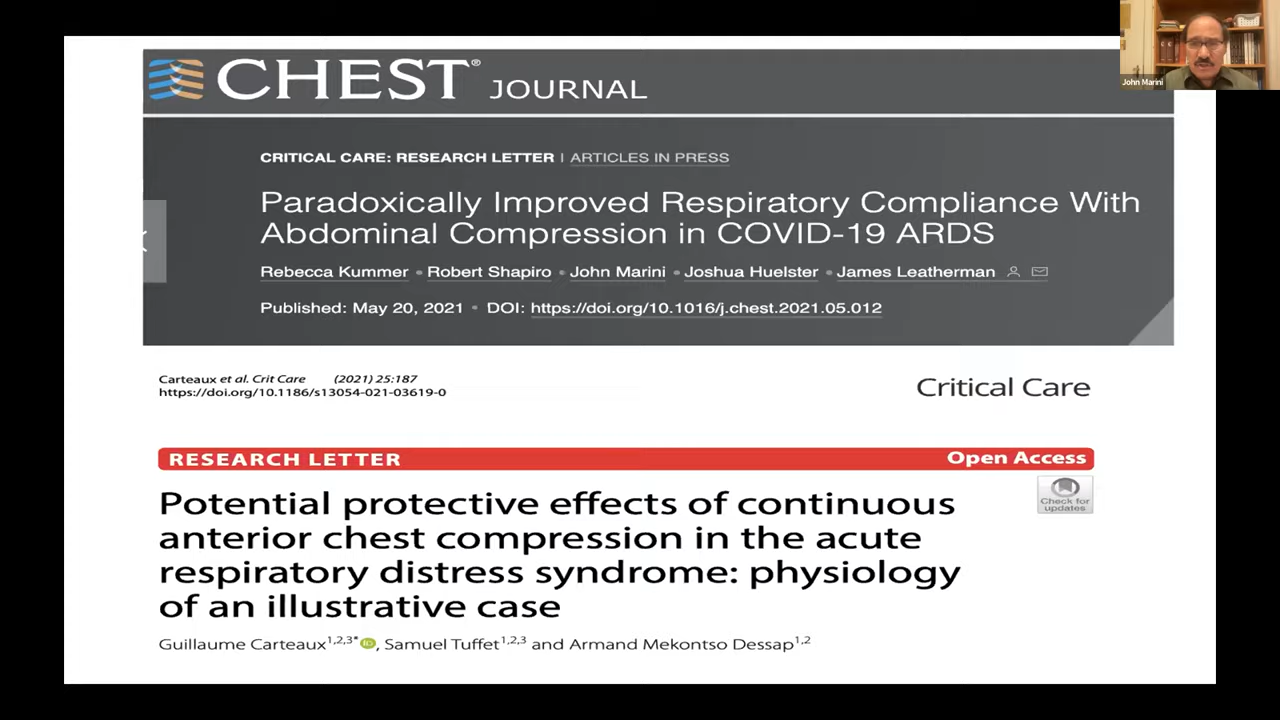 CHEST® JOURNAL
John Marini
CRITICAL CARE: RESEARCH LETTER | ARTICLES IN PRESS
Paradoxically Improved Respiratory Compliance With
Abdominal Compression in COVID-19 ARDS
Rebecca Kummer • Robert Shapiro • John Marini • Joshua Huelster • James Leatherman
Published: May 20, 2021 • DOI: https://doi.org/10.1016/j.chest.2021.05.012
Carteaux et al. Crit Care (2021) 25:187
https://doi.org/10.1186/s13054-021-03619-0
Critical Care
RESEARCH LETTER
Open Access
Check for
updates
Potential protective effects of continuous
anterior chest compression in the acute
respiratory distress syndrome: physiology
of an illustrative case
Guillaume Carteaux1,2,3* iD, Samuel Tuffet1,2,3 and Armand Mekontso Dessap1,2